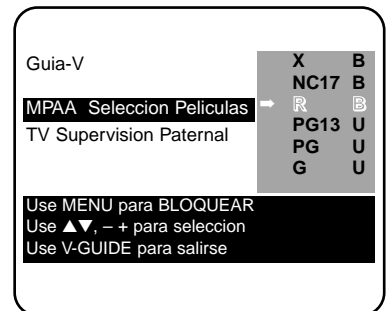 Guia-V
MPAA Seleccion Peliculas
TV Supervision Paternal
➡
X B
NC17 B
R B
PG13 U
PG U
G U
Use MENU para BLOQUEAR
Use ▲▼, – + para seleccion
Use V-GUIDE para salirse